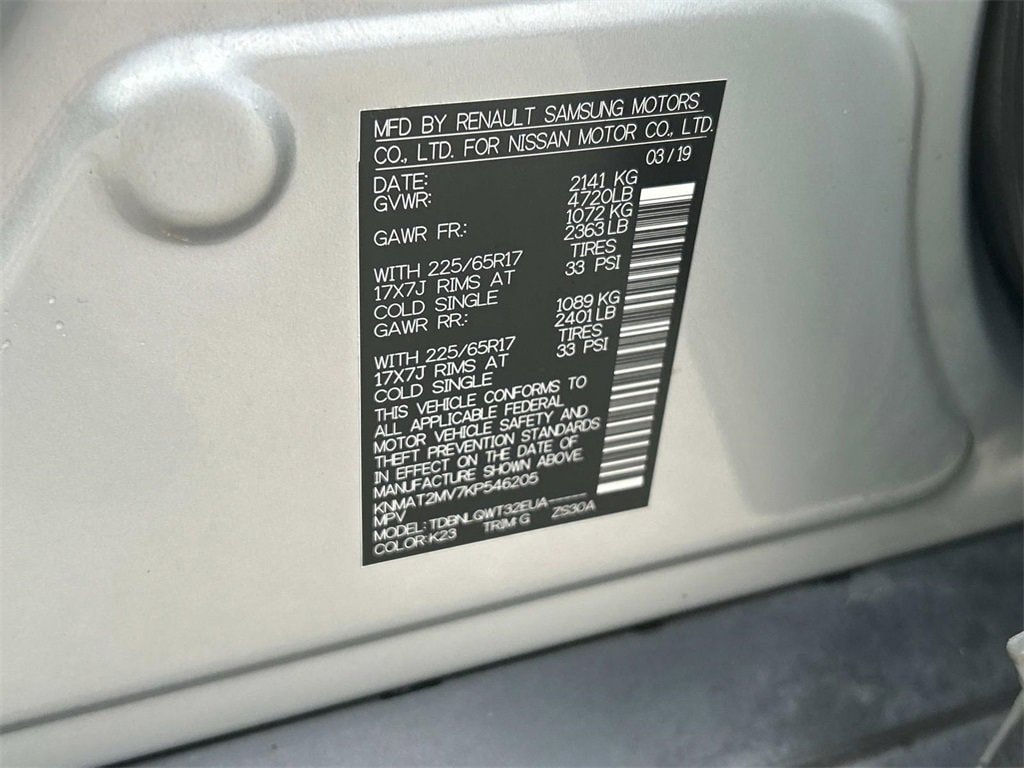 MFD BY RENAULT SAMSUNG MOTORS
CO., LTD. FOR NISSAN MOTOR CO., LTD.
03 / 19
DATE: 2141 KG
GVWR: 4720LB
1072 KG
GAWR FR.: 2363 LB
TIRES
WITH 225/65R17 33 PSI
17X7J RIMS AT
COLD SINGLE 1089 KG
GAWR RR.: 2401 LB
TIRES
WITH 225/65R17 33 PSI
17X7J RIMS AT
COLD SINGLE
THIS VEHICLE CONFORMS TO
ALL APPLICABLE FEDERAL
MOTOR VEHICLE SAFETY AND
THEFT PREVENTION STANDARDS
IN EFFECT ON THE DATE OF
MANUFACTURE SHOWN ABOVE.
KNMAT2MV7KP546205
MPV
MODEL: TDBNLQWT32EUA-----
COLOR: K23 TRIM: G ZS30A